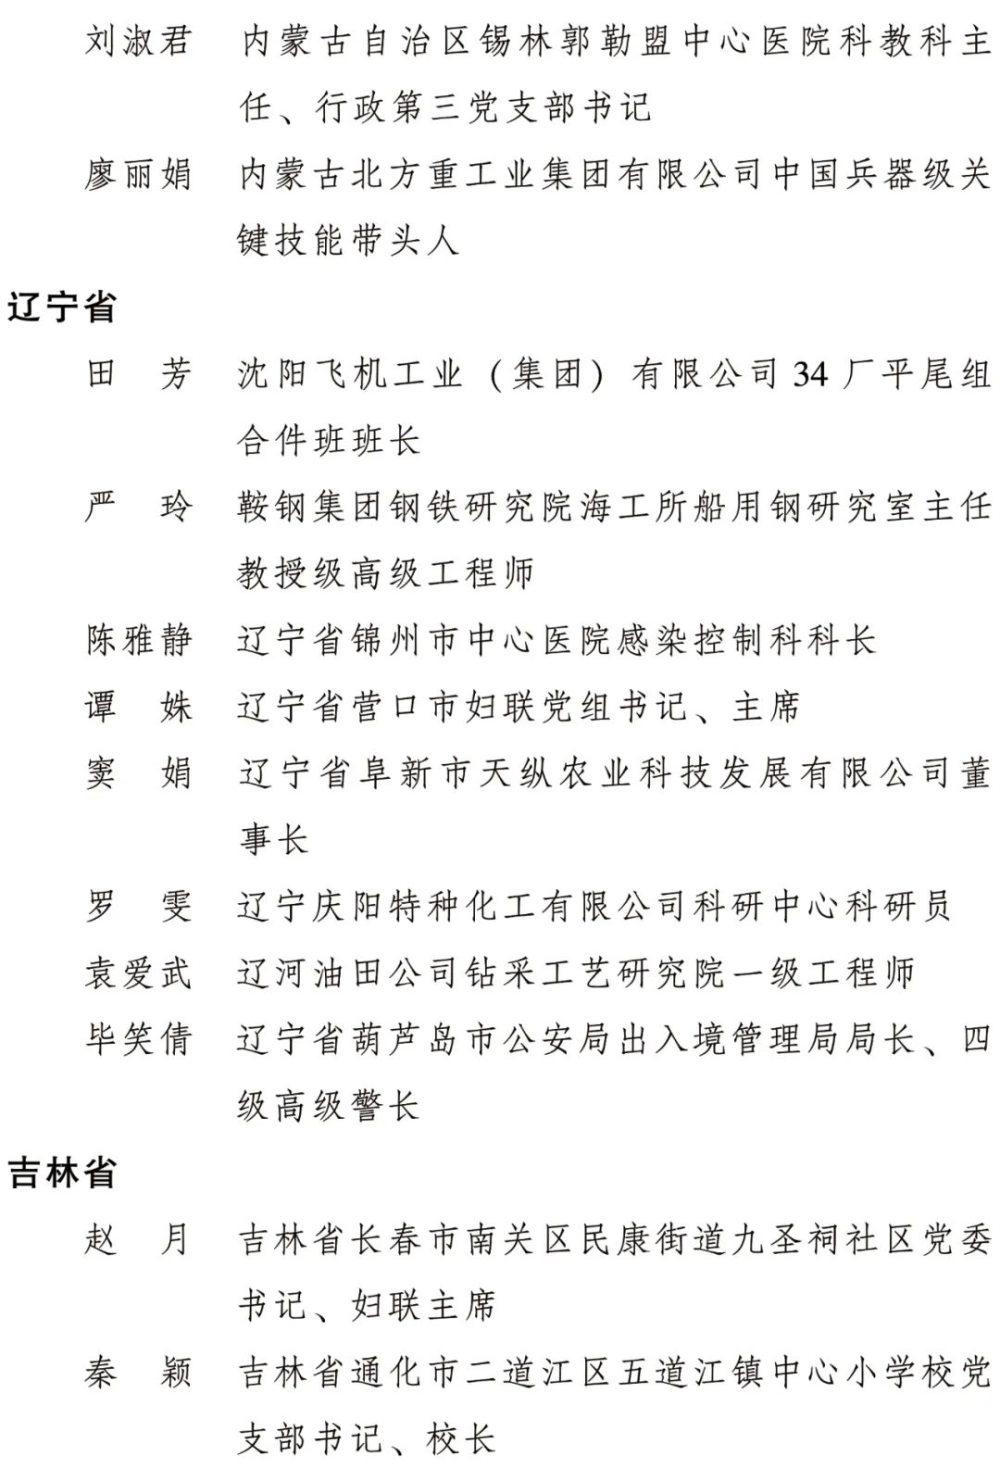 刘淑君 内蒙古自治区锡林郭勒盟中心医院科教科主
任、行政第三党支部书记
廖丽娟 内蒙古北方重工业集团有限公司中国兵器级关
键技能带头人
辽宁省
田　芳 沈阳飞机工业（集团）有限公司34厂平尾组
合件班班长
严　玲 鞍钢集团钢铁研究院海工所船用钢研究室主任
教授级高级工程师
陈雅静 辽宁省锦州市中心医院感染控制科科长
谭　姝 辽宁省营口市妇联党组书记、主席
窦　娟 辽宁省阜新市天纵农业科技发展有限公司董
事长
罗　雯 辽宁庆阳特种化工有限公司科研中心科研员
袁爱武 辽河油田公司钻采工艺研究院一级工程师
毕笑倩 辽宁省葫芦岛市公安局出入境管理局局长、四
级高级警长
吉林省
赵　月 吉林省长春市南关区民康街道九圣祠社区党委
书记、妇联主席
秦　颖 吉林省通化市二道江区五道江镇中心小学校党
支部书记、校长